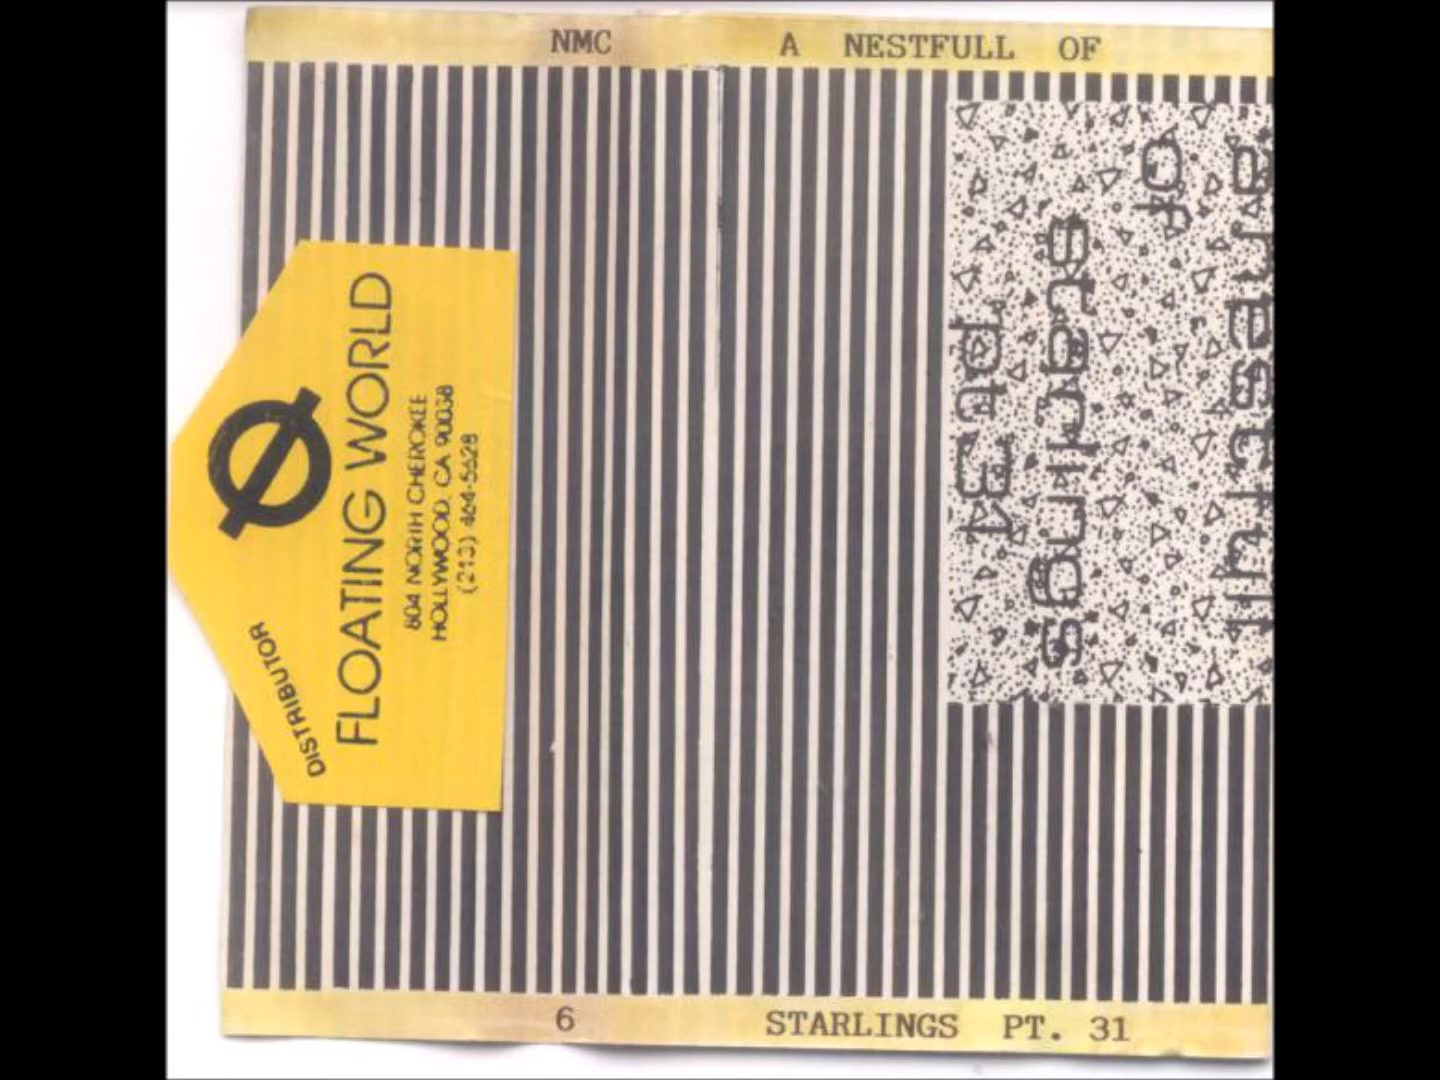 NMC A NESTFULL OF
a nestfull
of
starlings
pt 31
DISTRIBUTOR
FLOATING WORLD
804 NORTH CHEROKEE
HOLLYWOOD, CA 90038
(213) 464-5628
6 STARLINGS PT. 31